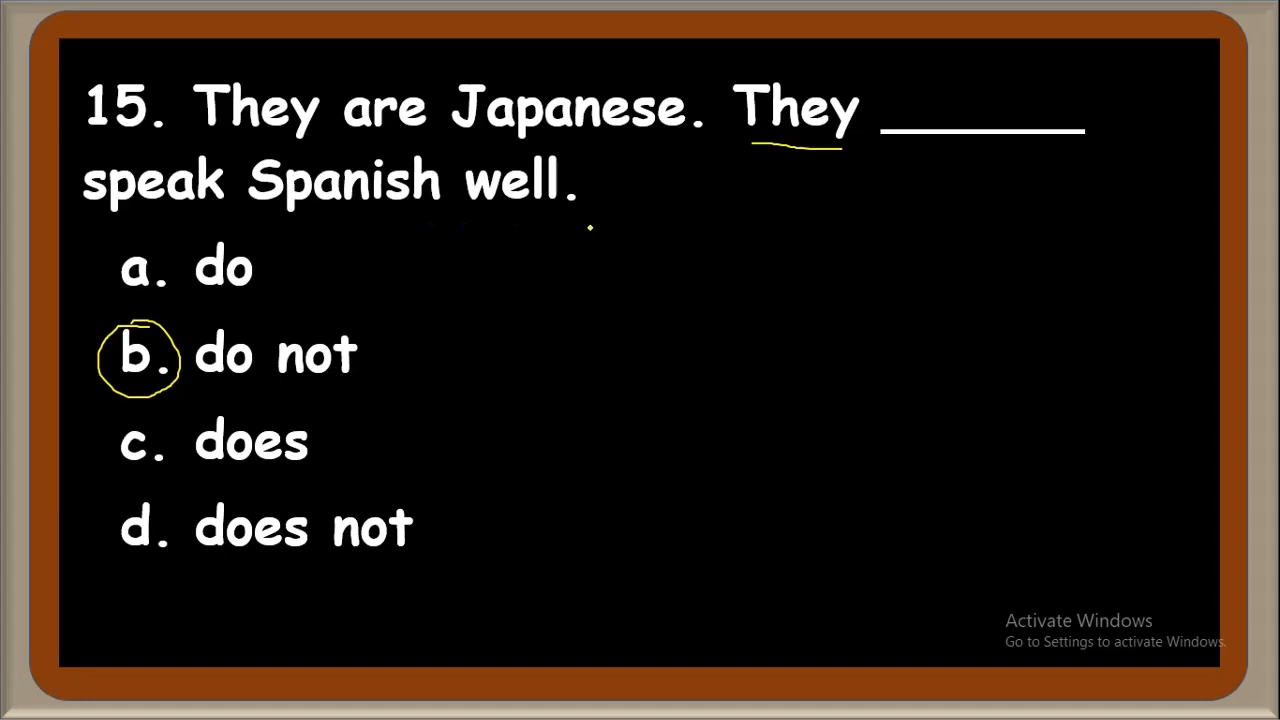 15. They are Japanese. They ________
speak Spanish well.
a. do
b. do not
c. does
d. does not
Activate Windows
Go to Settings to activate Windows.